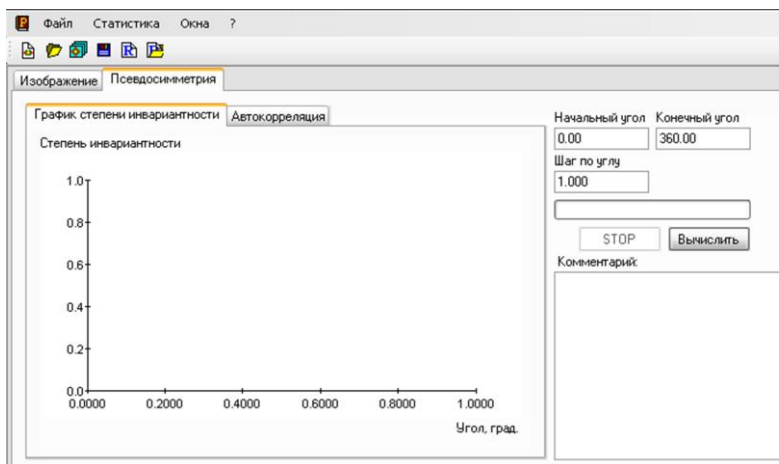 Файл Статистика Окна ?
Изображение Псевдосимметрия
График степени инвариантности Автокорреляция
Степень инвариантности
1.0
0.8
0.6
0.4
0.2
0.0
0.0000 0.2000 0.4000 0.6000 0.8000 1.0000
Угол, град.
Начальный угол Конечный угол
0.00 360.00
Шаг по углу
1.000
STOP Вычислить
Комментарий: